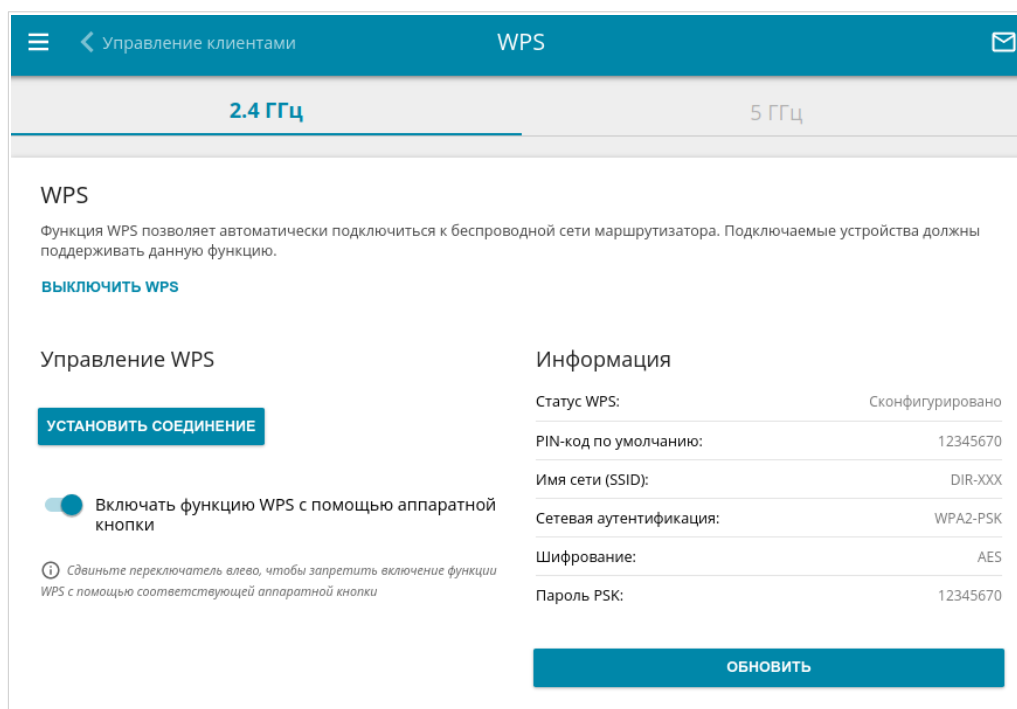 Управление клиентами
WPS
2.4 ГГц
5 ГГц
WPS
Функция WPS позволяет автоматически подключиться к беспроводной сети маршрутизатора. Подключаемые устройства должны
поддерживать данную функцию.
ВЫКЛЮЧИТЬ WPS
Управление WPS
УСТАНОВИТЬ СОЕДИНЕНИЕ
Включать функцию WPS с помощью аппаратной
кнопки
Сдвиньте переключатель влево, чтобы запретить включение функции
WPS с помощью соответствующей аппаратной кнопки
Информация
Статус WPS: Сконфигурировано
PIN-код по умолчанию: 12345670
Имя сети (SSID): DIR-XXX
Сетевая аутентификация: WPA2-PSK
Шифрование: AES
Пароль PSK: 12345670
ОБНОВИТЬ